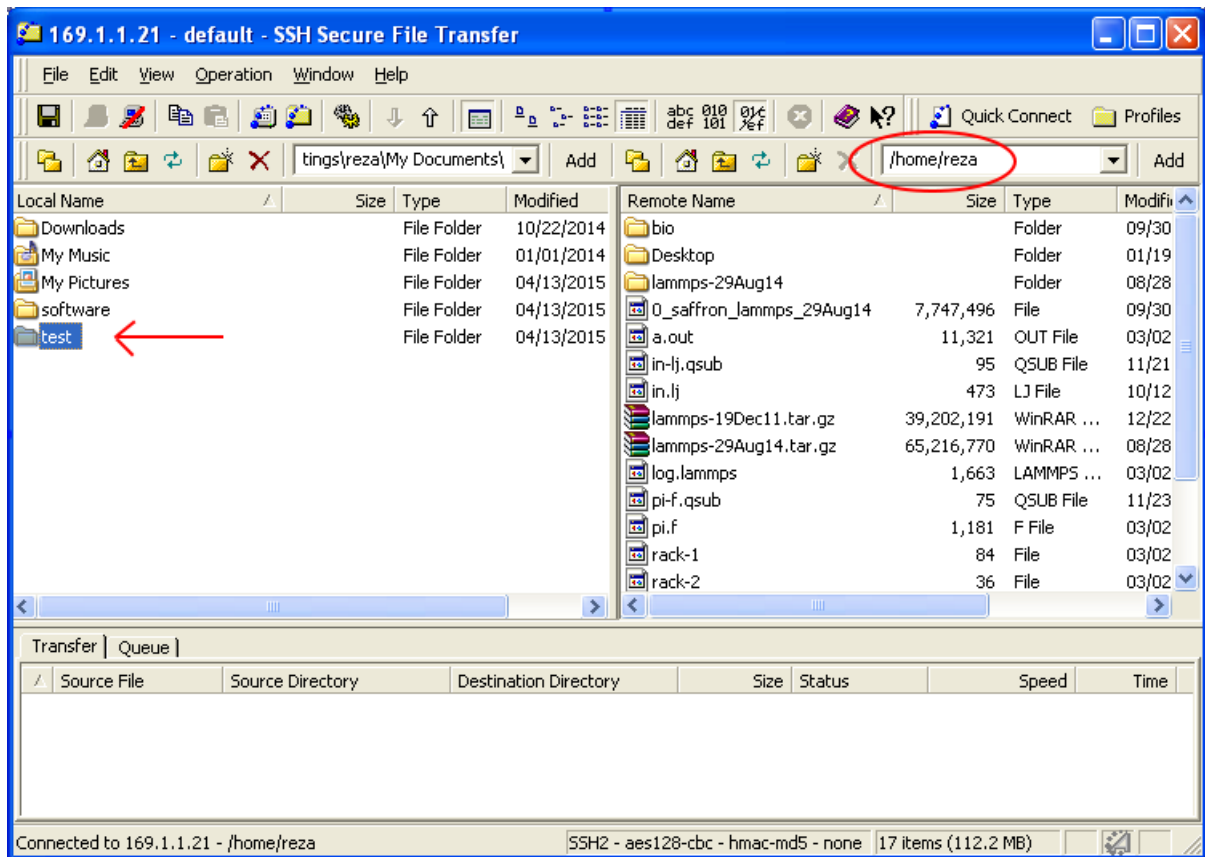 169.1.1.21 - default - SSH Secure File Transfer
File Edit View Operation Window Help
abc def 010 101 Quick Connect Profiles
tings\reza\My Documents\ Add /home/reza Add
Local Name Size Type Modified Remote Name Size Type Modifi
Downloads File Folder 10/22/2014 bio Folder 09/30
My Music File Folder 01/01/2014 Desktop Folder 01/19
My Pictures File Folder 04/13/2015 lammps-29Aug14 Folder 08/28
software File Folder 04/13/2015 0_saffron_lammps_29Aug14 7,747,496 File 09/30
test File Folder 04/13/2015 a.out 11,321 OUT File 03/02
in-lj.qsub 95 QSUB File 11/21
in.lj 473 LJ File 10/12
lammps-19Dec11.tar.gz 39,202,191 WinRAR ... 12/22
lammps-29Aug14.tar.gz 65,216,770 WinRAR ... 08/28
log.lammps 1,663 LAMMPS ... 03/02
pi-f.qsub 75 QSUB File 11/23
pi.f 1,181 F File 03/02
rack-1 84 File 03/02
rack-2 36 File 03/02
Transfer Queue
Source File Source Directory Destination Directory Size Status Speed Time
Connected to 169.1.1.21 - /home/reza SSH2 - aes128-cbc - hmac-md5 - none 17 items (112.2 MB)